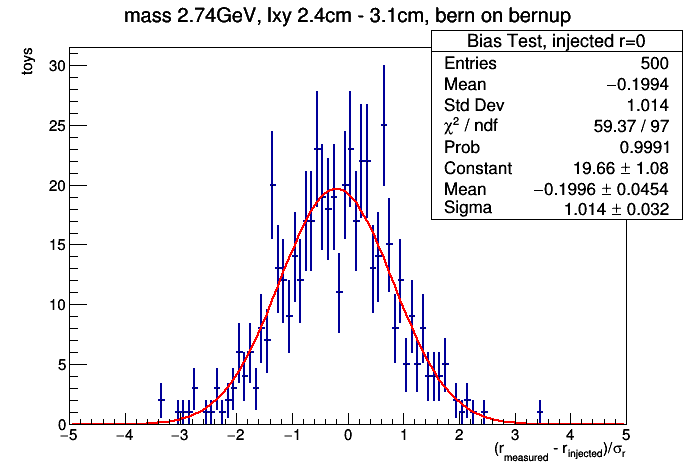 mass 2.74GeV, lxy 2.4cm - 3.1cm, bern on bernup
Bias Test, injected r=0
Entries 500
Mean −0.1994
Std Dev 1.014
χ² / ndf 59.37 / 97
Prob 0.9991
Constant 19.66 ± 1.08
Mean −0.1996 ± 0.0454
Sigma 1.014 ± 0.032
toys
30
25
20
15
10
5
0
−5 −4 −3 −2 −1 0 1 2 3 4 5
(r_measured - r_injected)/σ_r